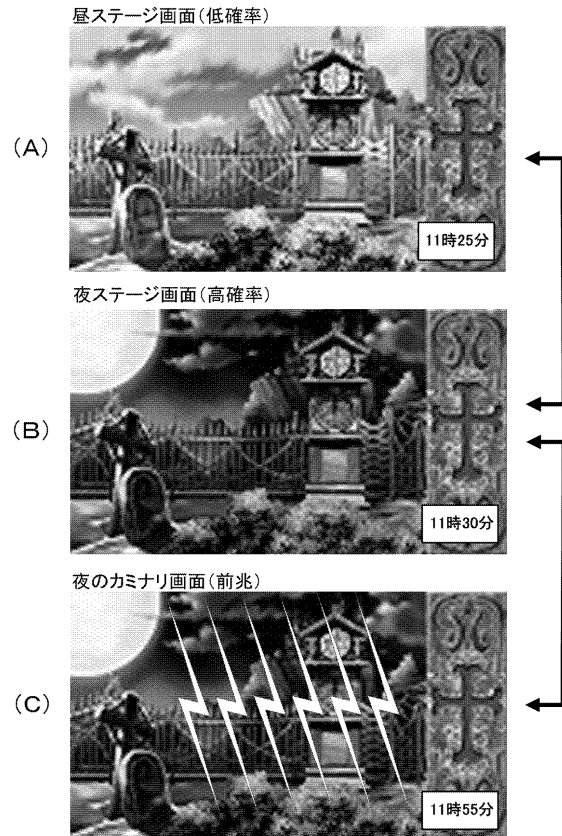 昼ステージ画面(低確率)
(A)
11時25分
夜ステージ画面(高確率)
(B)
11時30分
夜のカミナリ画面(前兆)
(C)
11時55分